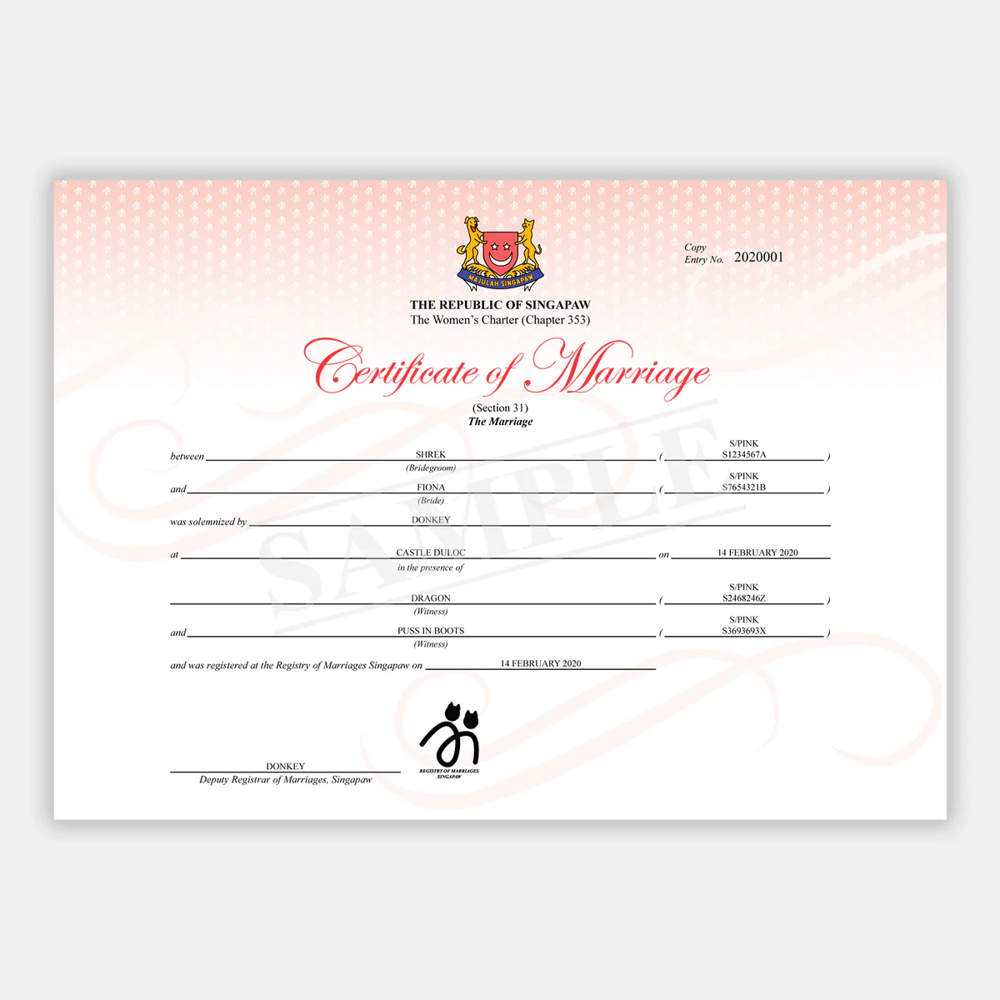 MAJULAH SINGAPAW
Copy
Entry No. 2020001
THE REPUBLIC OF SINGAPAW
The Women's Charter (Chapter 353)
Certificate of Marriage
(Section 31)
The Marriage
S/PINK
between SHREK ( S1234567A )
(Bridegroom)
S/PINK
and FIONA ( S7654321B )
(Bride)
was solemnized by DONKEY
at CASTLE DULOC on 14 FEBRUARY 2020
in the presence of
S/PINK
DRAGON ( S2468246Z )
(Witness)
S/PINK
and PUSS IN BOOTS ( S3693693X )
(Witness)
and was registered at the Registry of Marriages Singapaw on 14 FEBRUARY 2020
SAMPLE
DONKEY
Deputy Registrar of Marriages, Singapaw
REGISTRY OF MARRIAGES
SINGAPAW